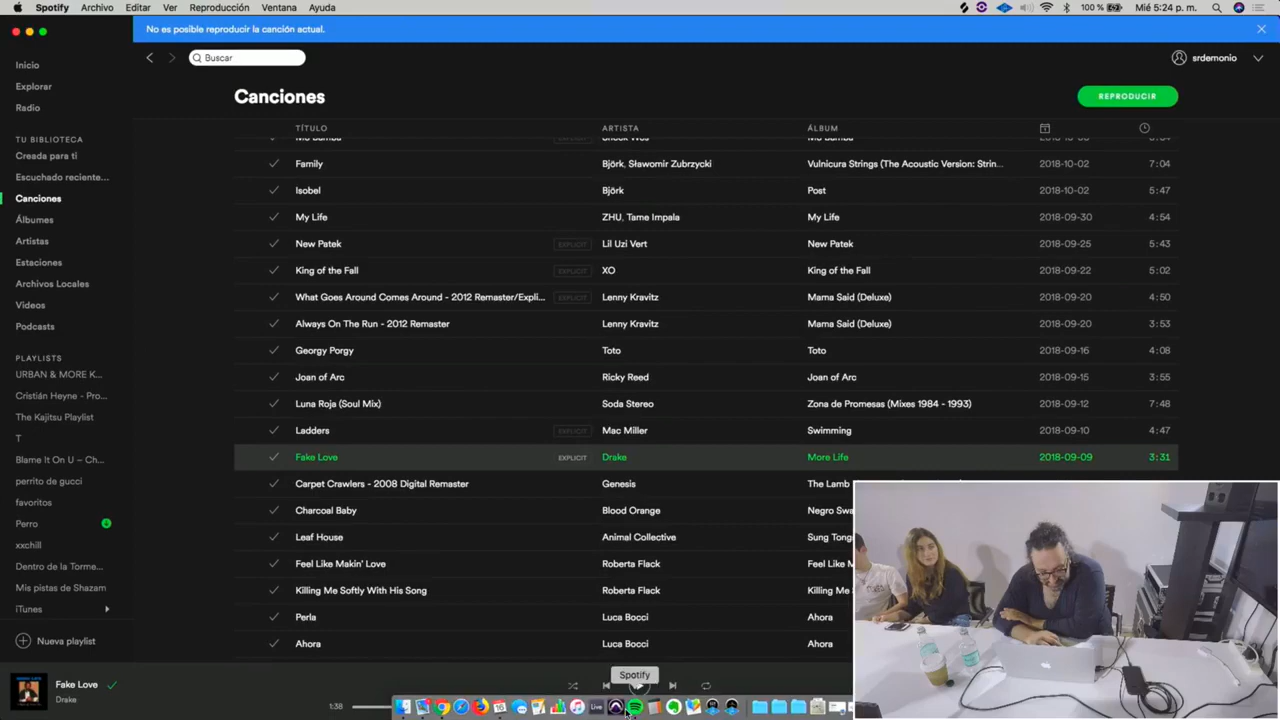 Spotify Archivo Editar Ver Reproducción Ventana Ayuda 100 % Mié 5:24 p. m.
No es posible reproducir la canción actual.
Buscar srdemonio
Inicio
Explorar
Radio
TU BIBLIOTECA
Creada para ti
Escuchado reciente...
Canciones
Álbumes
Artistas
Estaciones
Archivos Locales
Videos
Podcasts
PLAYLISTS
URBAN & MORE K...
Cristián Heyne - Pro...
The Kajitsu Playlist
T
Blame It On U ~ Ch...
perrito de gucci
favoritos
Perro
xxchill
Dentro de la Torme...
Mis pistas de Shazam
iTunes
Nueva playlist
Canciones REPRODUCIR
TÍTULO ARTISTA ÁLBUM
Family Björk, Sławomir Zubrzycki Vulnicura Strings (The Acoustic Version: Strin... 2018-10-02 7:04
Isobel Björk Post 2018-10-02 5:47
My Life ZHU, Tame Impala My Life 2018-09-30 4:54
New Patek EXPLICIT Lil Uzi Vert New Patek 2018-09-25 5:43
King of the Fall EXPLICIT XO King of the Fall 2018-09-22 5:02
What Goes Around Comes Around - 2012 Remaster/Expli... EXPLICIT Lenny Kravitz Mama Said (Deluxe) 2018-09-20 4:50
Always On The Run - 2012 Remaster Lenny Kravitz Mama Said (Deluxe) 2018-09-20 3:53
Georgy Porgy Toto Toto 2018-09-16 4:08
Joan of Arc Ricky Reed Joan of Arc 2018-09-15 3:55
Luna Roja (Soul Mix) Soda Stereo Zona de Promesas (Mixes 1984 - 1993) 2018-09-12 7:48
Ladders EXPLICIT Mac Miller Swimming 2018-09-10 4:47
Fake Love EXPLICIT Drake More Life 2018-09-09 3:31
Carpet Crawlers - 2008 Digital Remaster Genesis The Lamb
Charcoal Baby Blood Orange Negro Swa
Leaf House Animal Collective Sung Tong
Feel Like Makin' Love Roberta Flack Feel Like Ma
Killing Me Softly With His Song Roberta Flack Killing Me S
Perla Luca Bocci Ahora
Ahora Luca Bocci Ahora
Spotify
Fake Love
Drake
1:38
Live